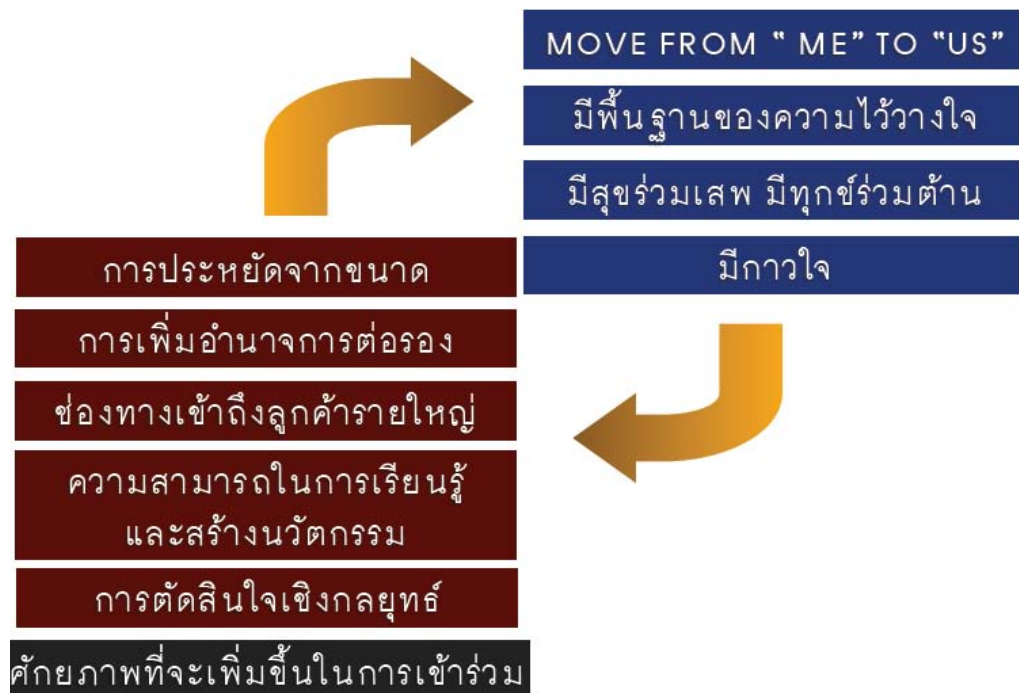 MOVE FROM “ ME” TO “US”
มีพื้นฐานของความไว้วางใจ
มีสุขร่วมเสพ มีทุกข์ร่วมต้าน
มีกาวใจ
การประหยัดจากขนาด
การเพิ่มอำนาจการต่อรอง
ช่องทางเข้าถึงลูกค้ารายใหญ่
ความสามารถในการเรียนรู้
และสร้างนวัตกรรม
การตัดสินใจเชิงกลยุทธ์
ศักยภาพที่จะเพิ่มขึ้นในการเข้าร่วม